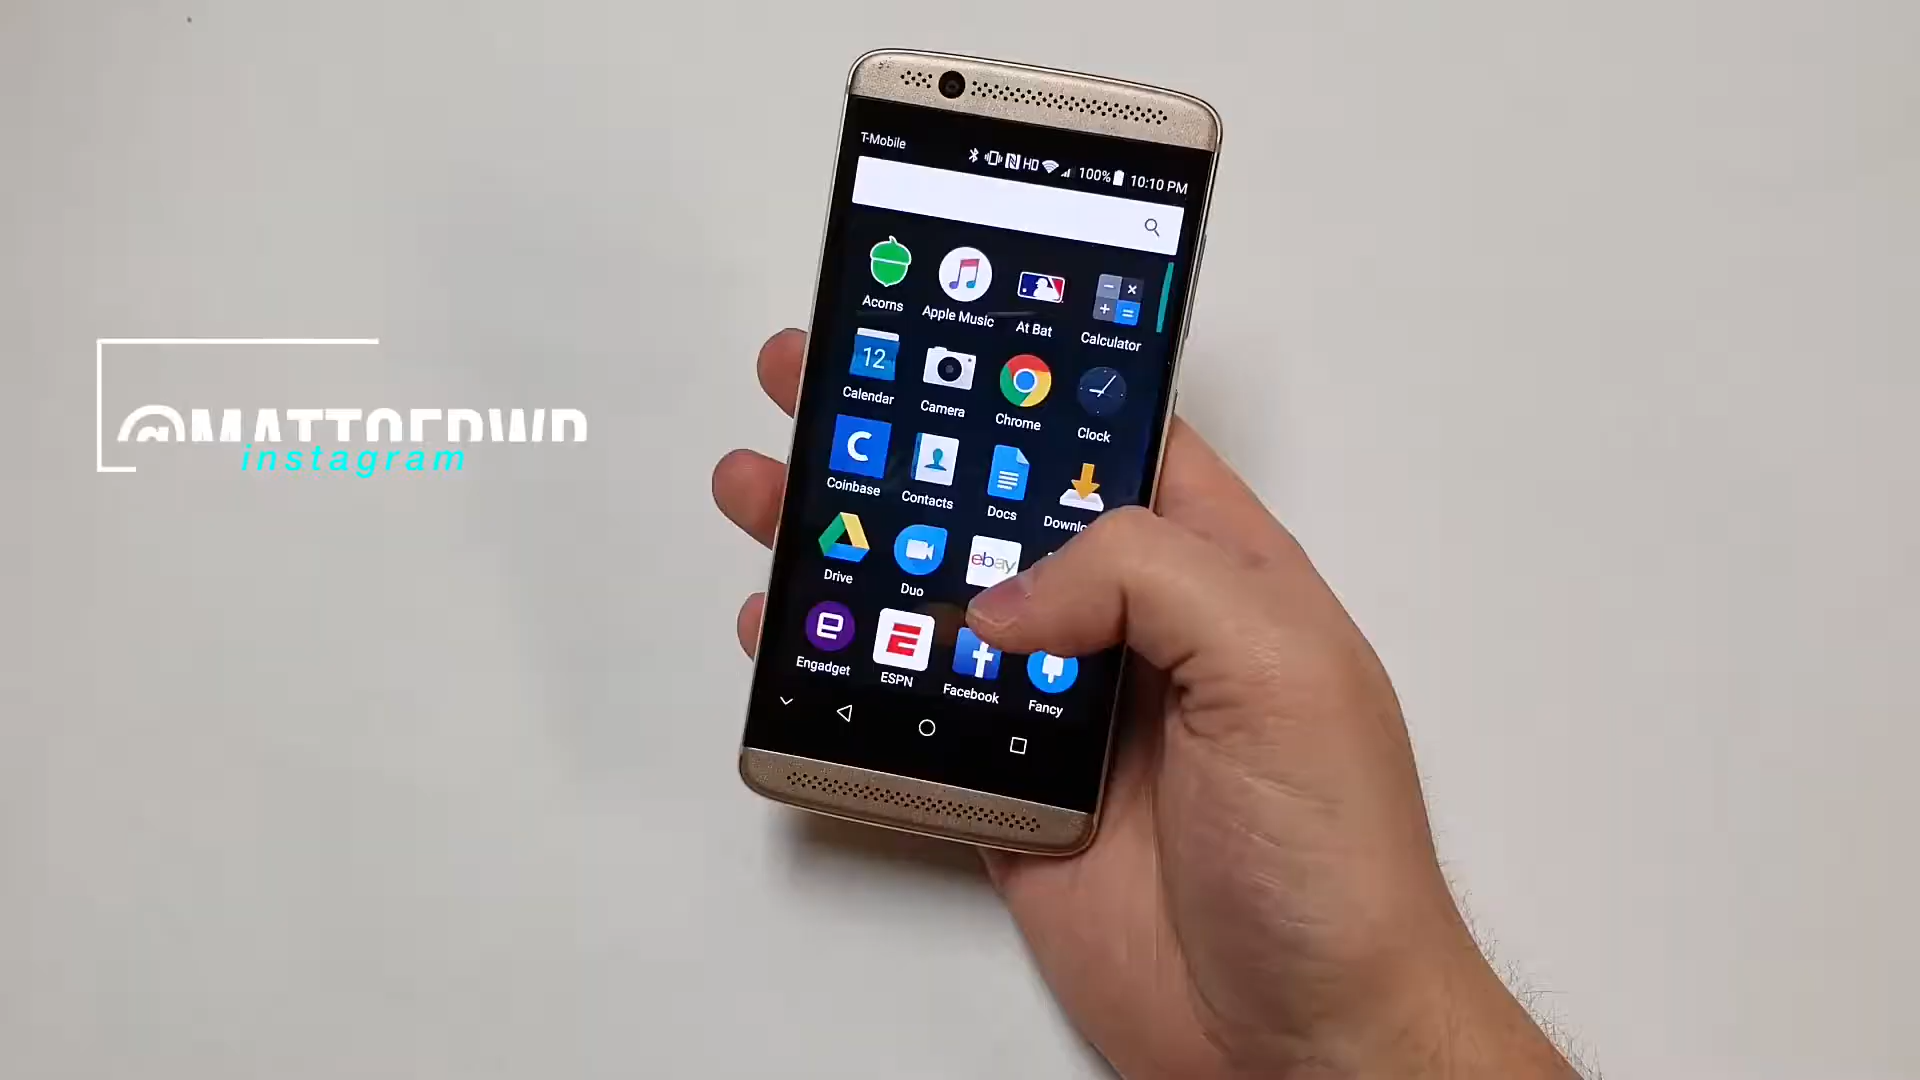 T-Mobile
HD 100% 10:10 PM
Acorns
Apple Music
At Bat
Calculator
12
Calendar
Camera
Chrome
Clock
C
Coinbase
Contacts
Docs
Drive
Duo
ebay
e
Engadget
E
ESPN
f
Facebook
Fancy
instagram